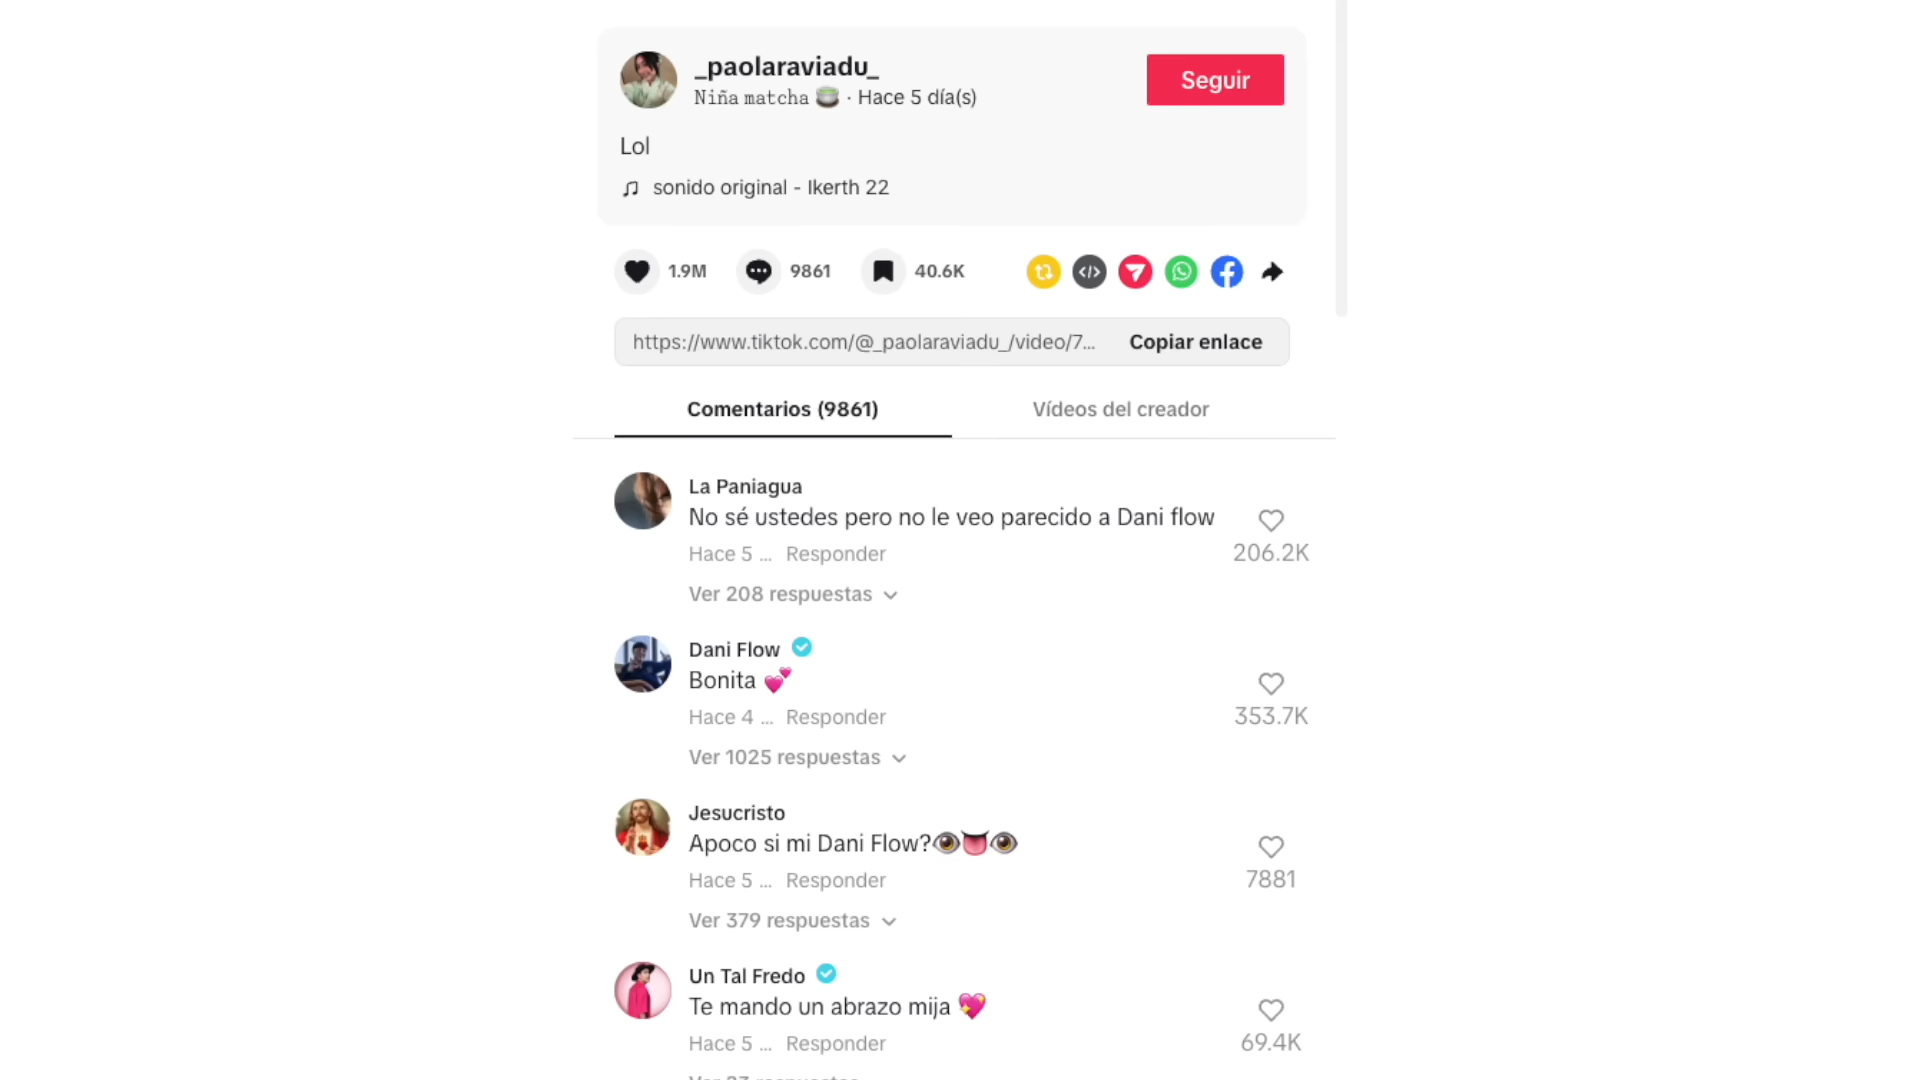 _paolaraviadu_
Niña matcha 🍵 · Hace 5 día(s)
Seguir
Lol
sonido original - Ikerth 22
1.9M
9861
40.6K
https://www.tiktok.com/@_paolaraviadu_/video/7...
Copiar enlace
Comentarios (9861)
Vídeos del creador
La Paniagua
No sé ustedes pero no le veo parecido a Dani flow
Hace 5 ... Responder
206.2K
Ver 208 respuestas
Dani Flow
Bonita 💕
Hace 4 ... Responder
353.7K
Ver 1025 respuestas
Jesucristo
Apoco si mi Dani Flow?👁️👅👁️
Hace 5 ... Responder
7881
Ver 379 respuestas
Un Tal Fredo
Te mando un abrazo mija 💖
Hace 5 ... Responder
69.4K